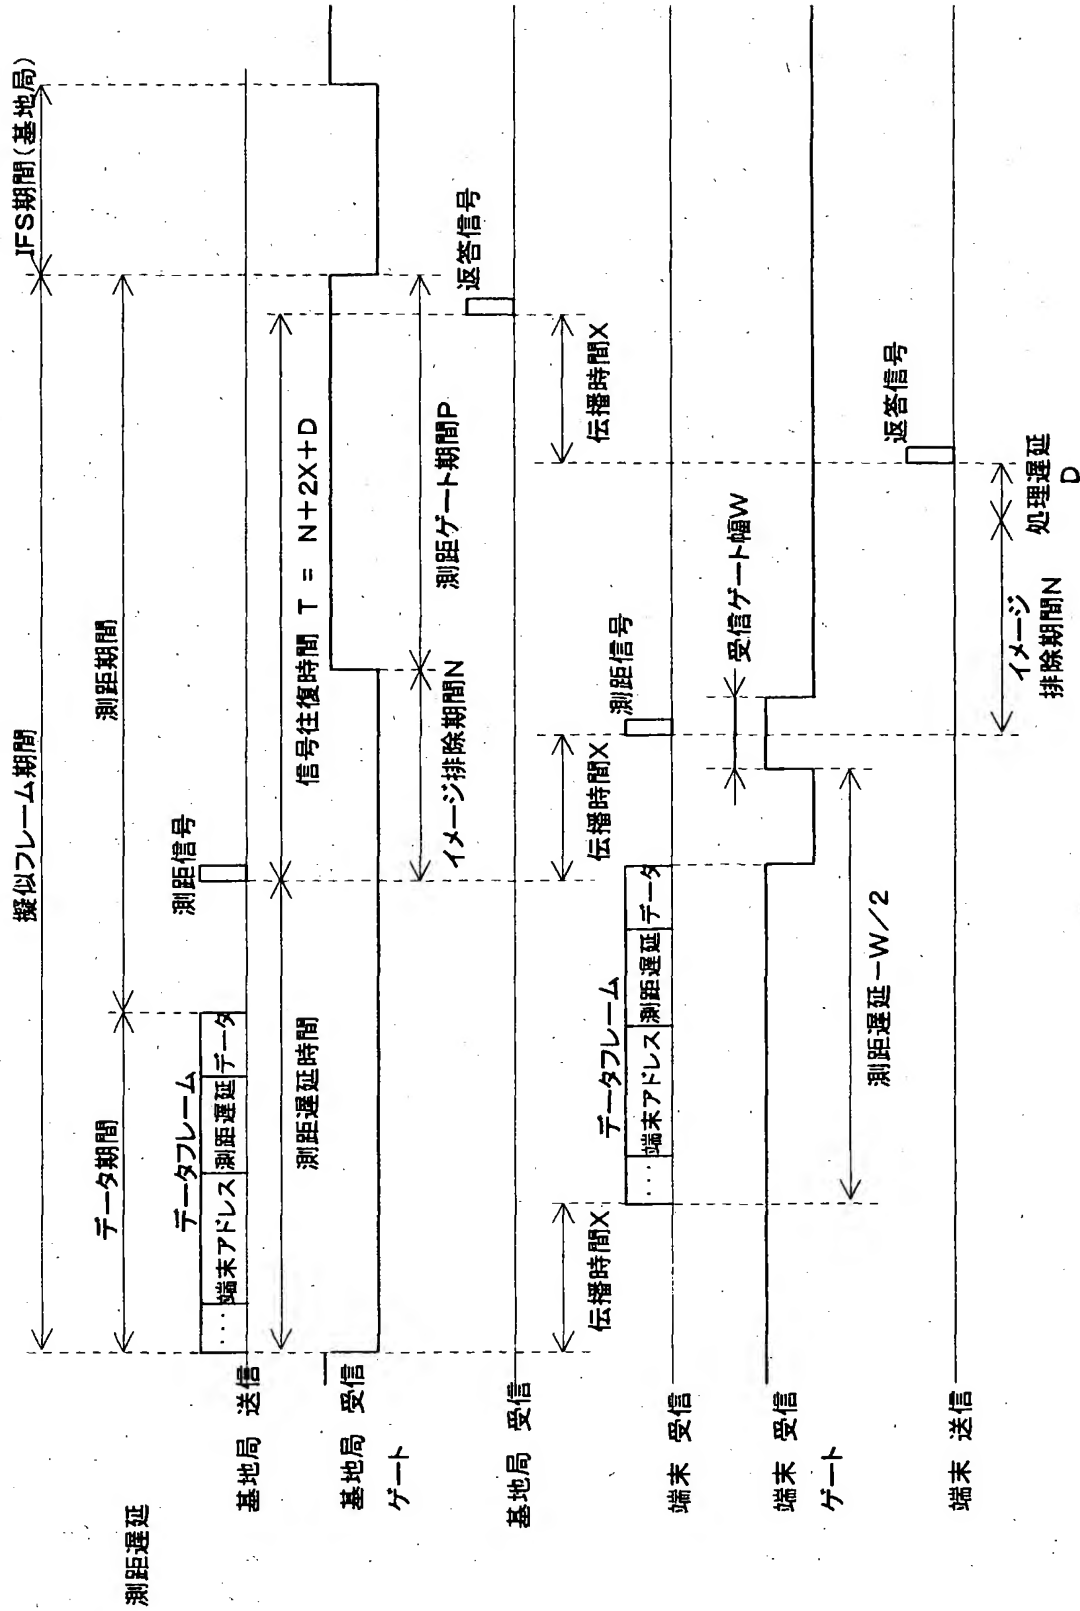 測距遅延
擬似フレーム期間
IFS期間(基地局)
データ期間
測距期間
データフレーム
測距信号
基地局 送信
… 端末アドレス 測距遅延 データ
測距遅延時間
信号往復時間 T = N+2X+D
基地局 受信
ゲート
イメージ排除期間N
測距ゲート期間P
返答信号
基地局 受信
伝播時間X
伝播時間X
伝播時間X
データフレーム
測距信号
端末 受信
… 端末アドレス 測距遅延 データ
受信ゲート幅W
端末 受信
ゲート
測距遅延-W/2
返答信号
端末 送信
イメージ
排除期間N
処理遅延
D